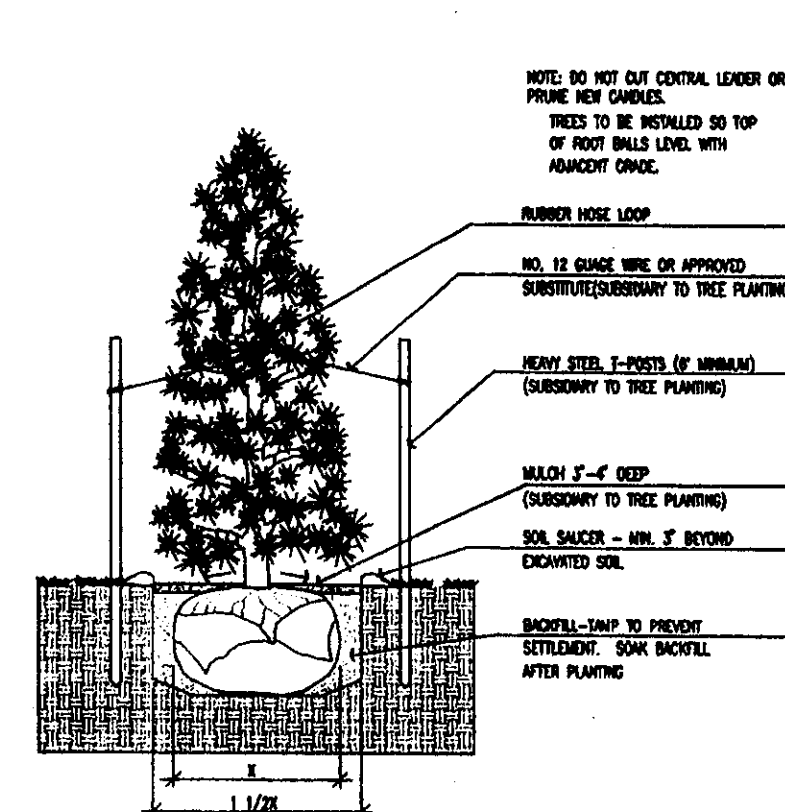 NOTE: DO NOT CUT CENTRAL LEADER OR
PRUNE NEW CANDLES.
TREES TO BE INSTALLED SO TOP
OF ROOT BALLS LEVEL WITH
ADJACENT GRADE.
RUBBER HOSE LOOP
NO. 12 GUAGE WIRE OR APPROVED
SUBSTITUTE(SUBSIDIARY TO TREE PLANTING
HEAVY STEEL T-POSTS (6' MINIMUM)
(SUBSIDIARY TO TREE PLANTING)
MULCH 3"-4" DEEP
(SUBSIDIARY TO TREE PLANTING)
SOIL SAUCER - MIN. 3" BEYOND
EXCAVATED SOIL
BACKFILL-TAMP TO PREVENT
SETTLEMENT. SOAK BACKFILL
AFTER PLANTING
X
1 1/2X